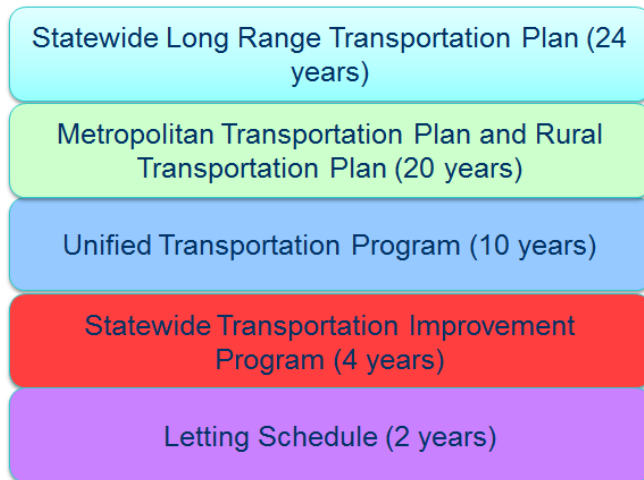 Statewide Long Range Transportation Plan (24
years)
Metropolitan Transportation Plan and Rural
Transportation Plan (20 years)
Unified Transportation Program (10 years)
Statewide Transportation Improvement
Program (4 years)
Letting Schedule (2 years)